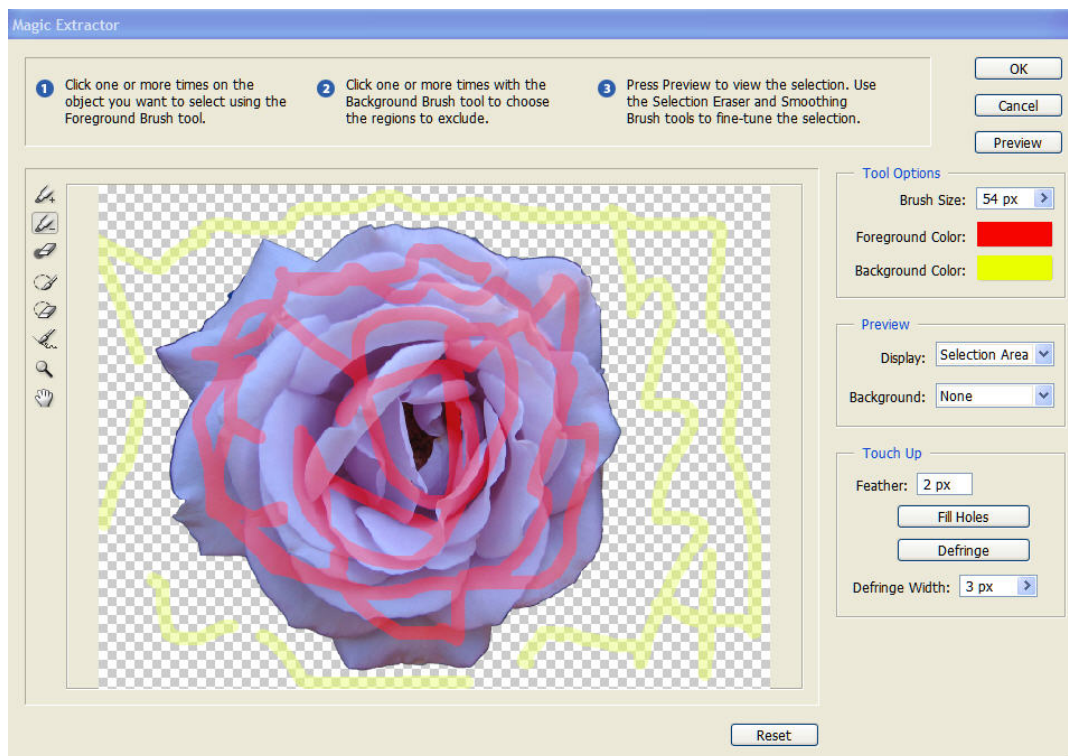 Magic Extractor
1 Click one or more times on the
object you want to select using the
Foreground Brush tool.
2 Click one or more times with the
Background Brush tool to choose
the regions to exclude.
3 Press Preview to view the selection. Use
the Selection Eraser and Smoothing
Brush tools to fine-tune the selection.
OK
Cancel
Preview
Tool Options
Brush Size: 54 px
Foreground Color:
Background Color:
Preview
Display: Selection Area
Background: None
Touch Up
Feather: 2 px
Fill Holes
Defringe
Defringe Width: 3 px
Reset